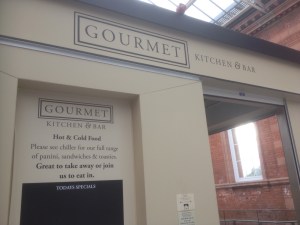 GOURMET
KITCHEN & BAR
GOURMET
KITCHEN & BAR
Hot & Cold Food
Please see chiller for our full range
of panini, sandwiches & toasties.
Great to take away or join
us to eat in.
TODAYS SPECIALS